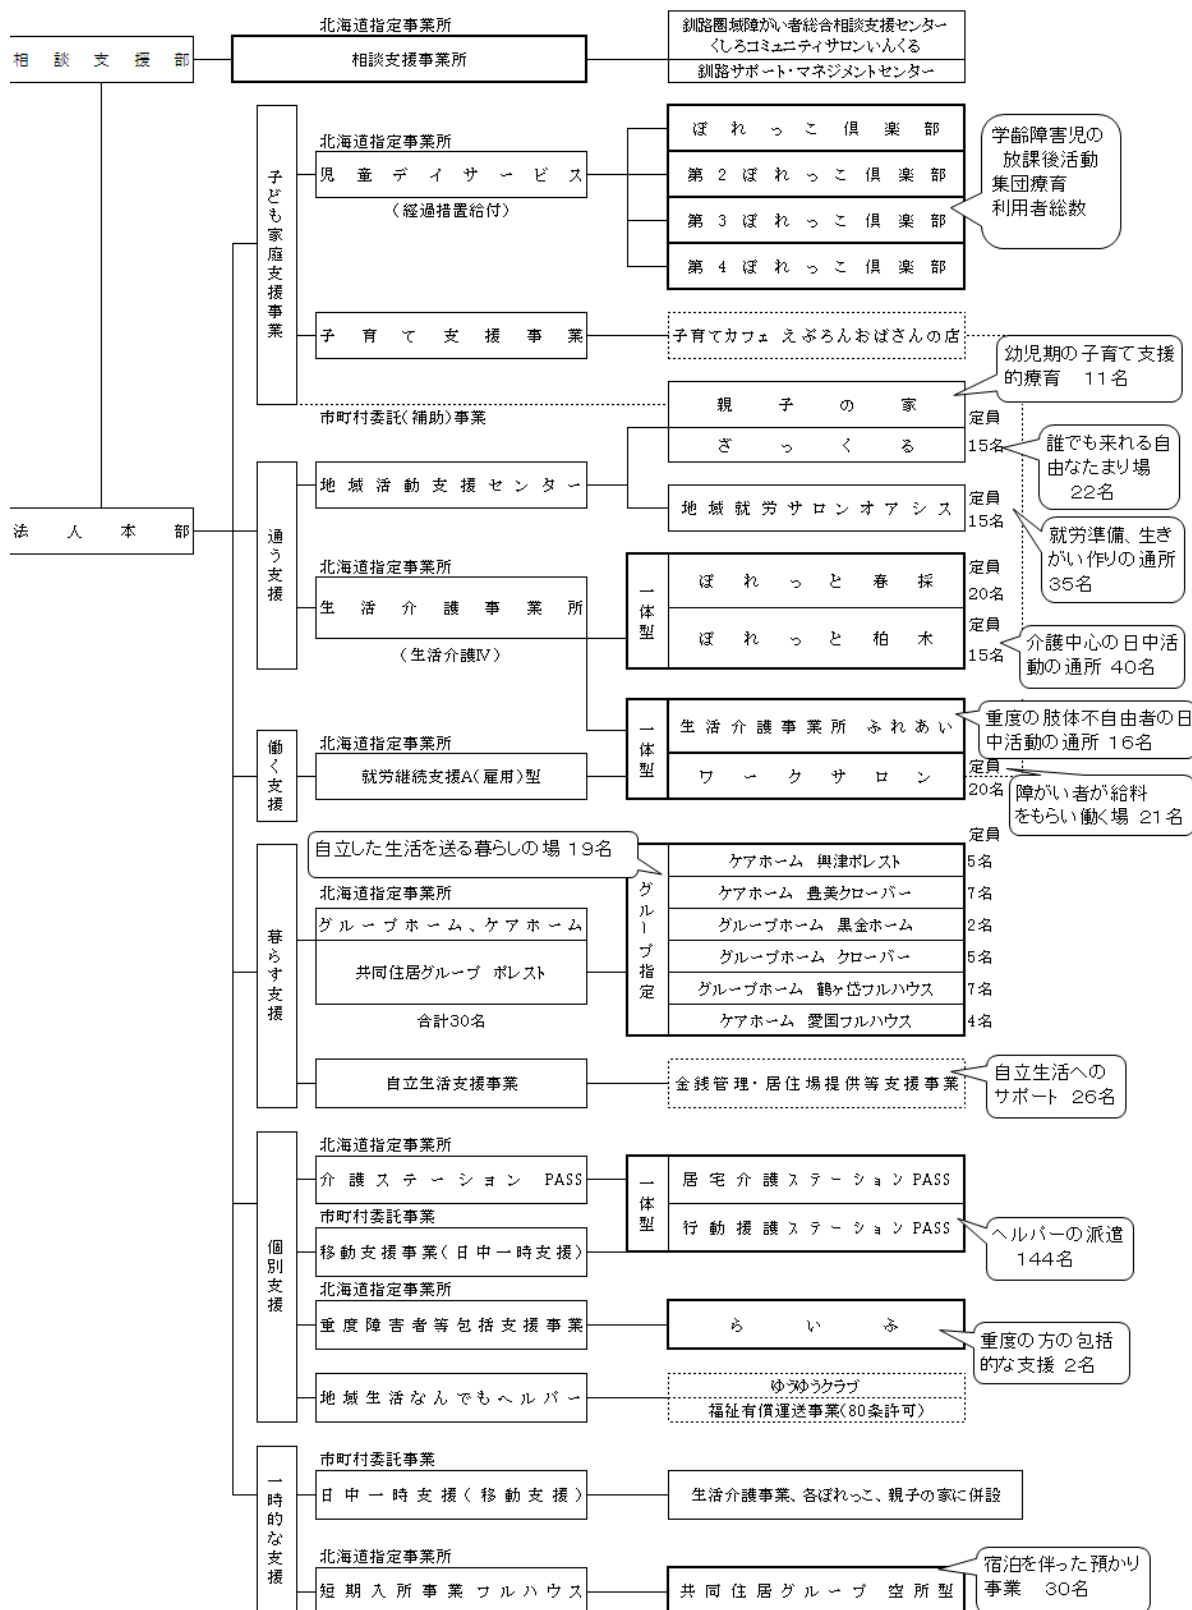 北海道指定事業所
相談支援部
相談支援事業所
釧路圏域障がい者総合相談支援センター
くしろコミュニティサロンいんくる
釧路サポート・マネジメントセンター
子ども家庭支援事業
北海道指定事業所
児童デイサービス
（経過措置給付）
ぽれっこ倶楽部
第2ぽれっこ倶楽部
第3ぽれっこ倶楽部
第4ぽれっこ倶楽部
学齢障害児の
放課後活動
集団療育
利用者総数
子育て支援事業
子育てカフェ えぷろんおばさんの店
幼児期の子育て支援
的療育 11名
市町村委託(補助)事業
親子の家
ざっくる
定員
15名
誰でも来れる自
由なたまり場
22名
法人本部
通う支援
地域活動支援センター
地域就労サロンオアシス
定員
15名
就労準備、生き
がい作りの通所
35名
北海道指定事業所
生活介護事業所
（生活介護Ⅳ）
一体型
ぽれっと春採
定員
20名
ぽれっと柏木
定員
15名
介護中心の日中活
動の通所 40名
働く支援
北海道指定事業所
就労継続支援A(雇用)型
一体型
生活介護事業所 ふれあい
ワークサロン
定員
20名
重度の肢体不自由者の日
中活動の通所 16名
障がい者が給料
をもらい働く場 21名
暮らす支援
自立した生活を送る暮らしの場 19名
北海道指定事業所
グループホーム、ケアホーム
共同住居グループ ポレスト
合計30名
グループ指定
定員
ケアホーム 興津ポレスト
5名
ケアホーム 豊美クローバー
7名
グループホーム 黒金ホーム
2名
グループホーム クローバー
5名
グループホーム 鶴ヶ岱フルハウス
7名
ケアホーム 愛国フルハウス
4名
自立生活支援事業
金銭管理・居住場提供等支援事業
自立生活への
サポート 26名
個別支援
北海道指定事業所
介護ステーション PASS
一体型
居宅介護ステーションPASS
行動援護ステーションPASS
市町村委託事業
移動支援事業(日中一時支援)
ヘルパーの派遣
144名
北海道指定事業所
重度障害者等包括支援事業
らいふ
重度の方の包括
的な支援 2名
地域生活なんでもヘルパー
ゆうゆうクラブ
福祉有償運送事業(80条許可)
一時的な支援
市町村委託事業
日中一時支援(移動支援)
生活介護事業、各ぽれっこ、親子の家に併設
北海道指定事業所
短期入所事業フルハウス
共同住居グループ 空所型
宿泊を伴った預かり
事業 30名